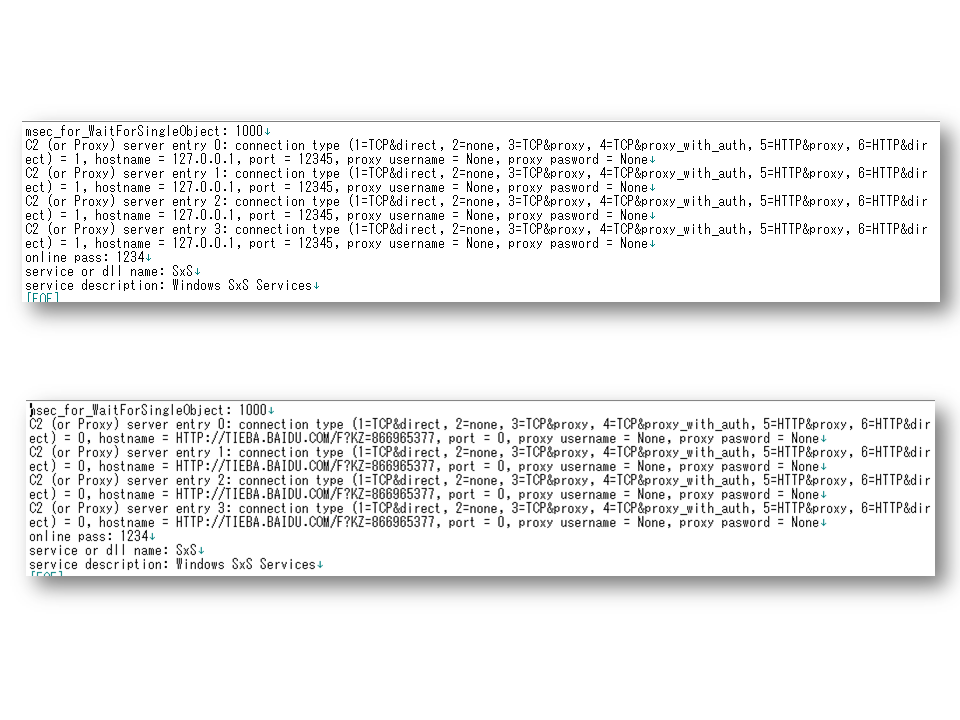 msec_for_WaitForSingleObject: 1000↓
C2 (or Proxy) server entry 0: connection type (1=TCP&direct, 2=none, 3=TCP&proxy, 4=TCP&proxy_with_auth, 5=HTTP&proxy, 6=HTTP&dir
ect) = 1, hostname = 127.0.0.1, port = 12345, proxy username = None, proxy pasword = None↓
C2 (or Proxy) server entry 1: connection type (1=TCP&direct, 2=none, 3=TCP&proxy, 4=TCP&proxy_with_auth, 5=HTTP&proxy, 6=HTTP&dir
ect) = 1, hostname = 127.0.0.1, port = 12345, proxy username = None, proxy pasword = None↓
C2 (or Proxy) server entry 2: connection type (1=TCP&direct, 2=none, 3=TCP&proxy, 4=TCP&proxy_with_auth, 5=HTTP&proxy, 6=HTTP&dir
ect) = 1, hostname = 127.0.0.1, port = 12345, proxy username = None, proxy pasword = None↓
C2 (or Proxy) server entry 3: connection type (1=TCP&direct, 2=none, 3=TCP&proxy, 4=TCP&proxy_with_auth, 5=HTTP&proxy, 6=HTTP&dir
ect) = 1, hostname = 127.0.0.1, port = 12345, proxy username = None, proxy pasword = None↓
online pass: 1234↓
service or dll name: SxS↓
service description: Windows SxS Services↓
[EOF]
msec_for_WaitForSingleObject: 1000↓
C2 (or Proxy) server entry 0: connection type (1=TCP&direct, 2=none, 3=TCP&proxy, 4=TCP&proxy_with_auth, 5=HTTP&proxy, 6=HTTP&dir
ect) = 0, hostname = HTTP://TIEBA.BAIDU.COM/F?KZ=866965377, port = 0, proxy username = None, proxy pasword = None↓
C2 (or Proxy) server entry 1: connection type (1=TCP&direct, 2=none, 3=TCP&proxy, 4=TCP&proxy_with_auth, 5=HTTP&proxy, 6=HTTP&dir
ect) = 0, hostname = HTTP://TIEBA.BAIDU.COM/F?KZ=866965377, port = 0, proxy username = None, proxy pasword = None↓
C2 (or Proxy) server entry 2: connection type (1=TCP&direct, 2=none, 3=TCP&proxy, 4=TCP&proxy_with_auth, 5=HTTP&proxy, 6=HTTP&dir
ect) = 0, hostname = HTTP://TIEBA.BAIDU.COM/F?KZ=866965377, port = 0, proxy username = None, proxy pasword = None↓
C2 (or Proxy) server entry 3: connection type (1=TCP&direct, 2=none, 3=TCP&proxy, 4=TCP&proxy_with_auth, 5=HTTP&proxy, 6=HTTP&dir
ect) = 0, hostname = HTTP://TIEBA.BAIDU.COM/F?KZ=866965377, port = 0, proxy username = None, proxy pasword = None↓
online pass: 1234↓
service or dll name: SxS↓
service description: Windows SxS Services↓
[EOF]